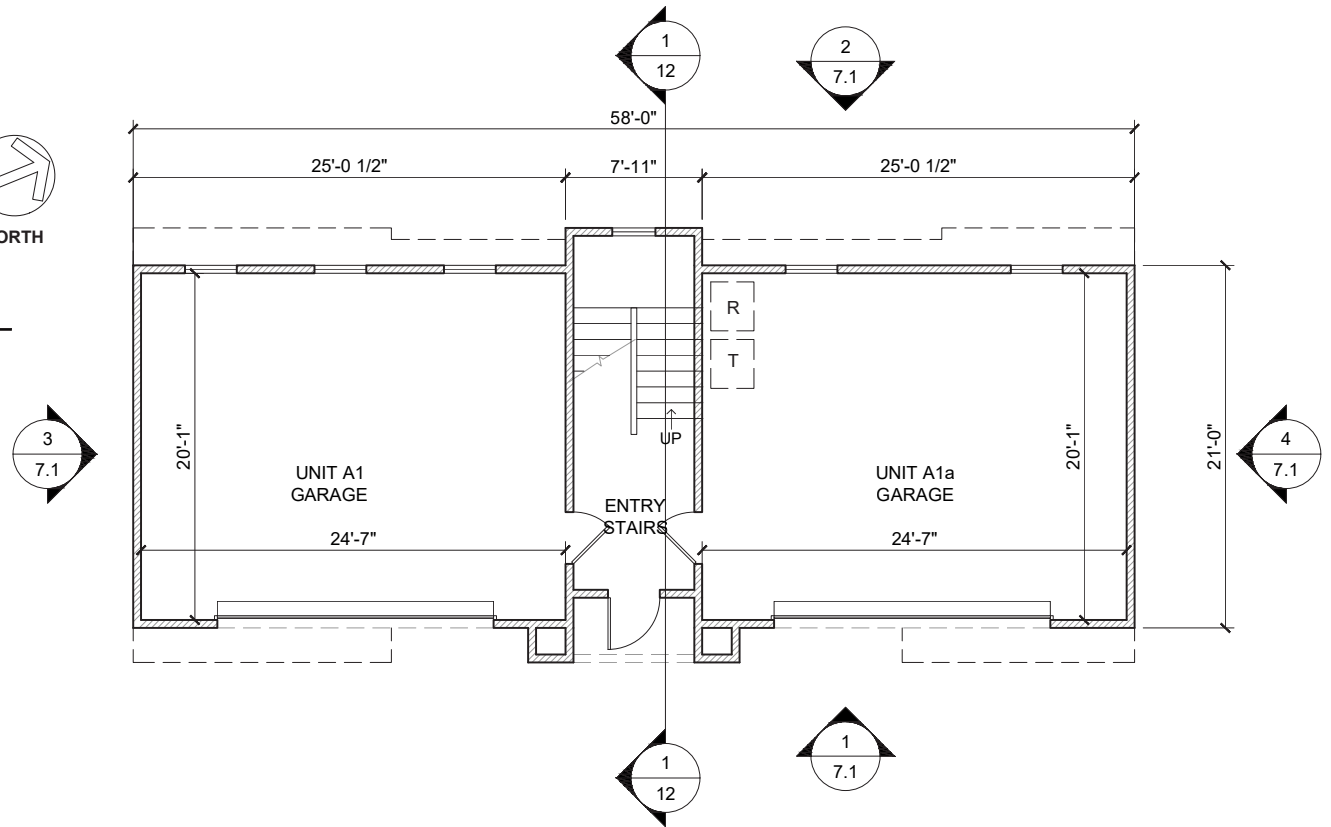 1
12
2
7.1
58'-0"
25'-0 1/2"
7'-11"
25'-0 1/2"
ORTH
R
T
3
7.1
20'-1"
UP
20'-1"
21'-0"
4
7.1
UNIT A1
GARAGE
UNIT A1a
GARAGE
ENTRY
STAIRS
24'-7"
24'-7"
1
12
1
7.1